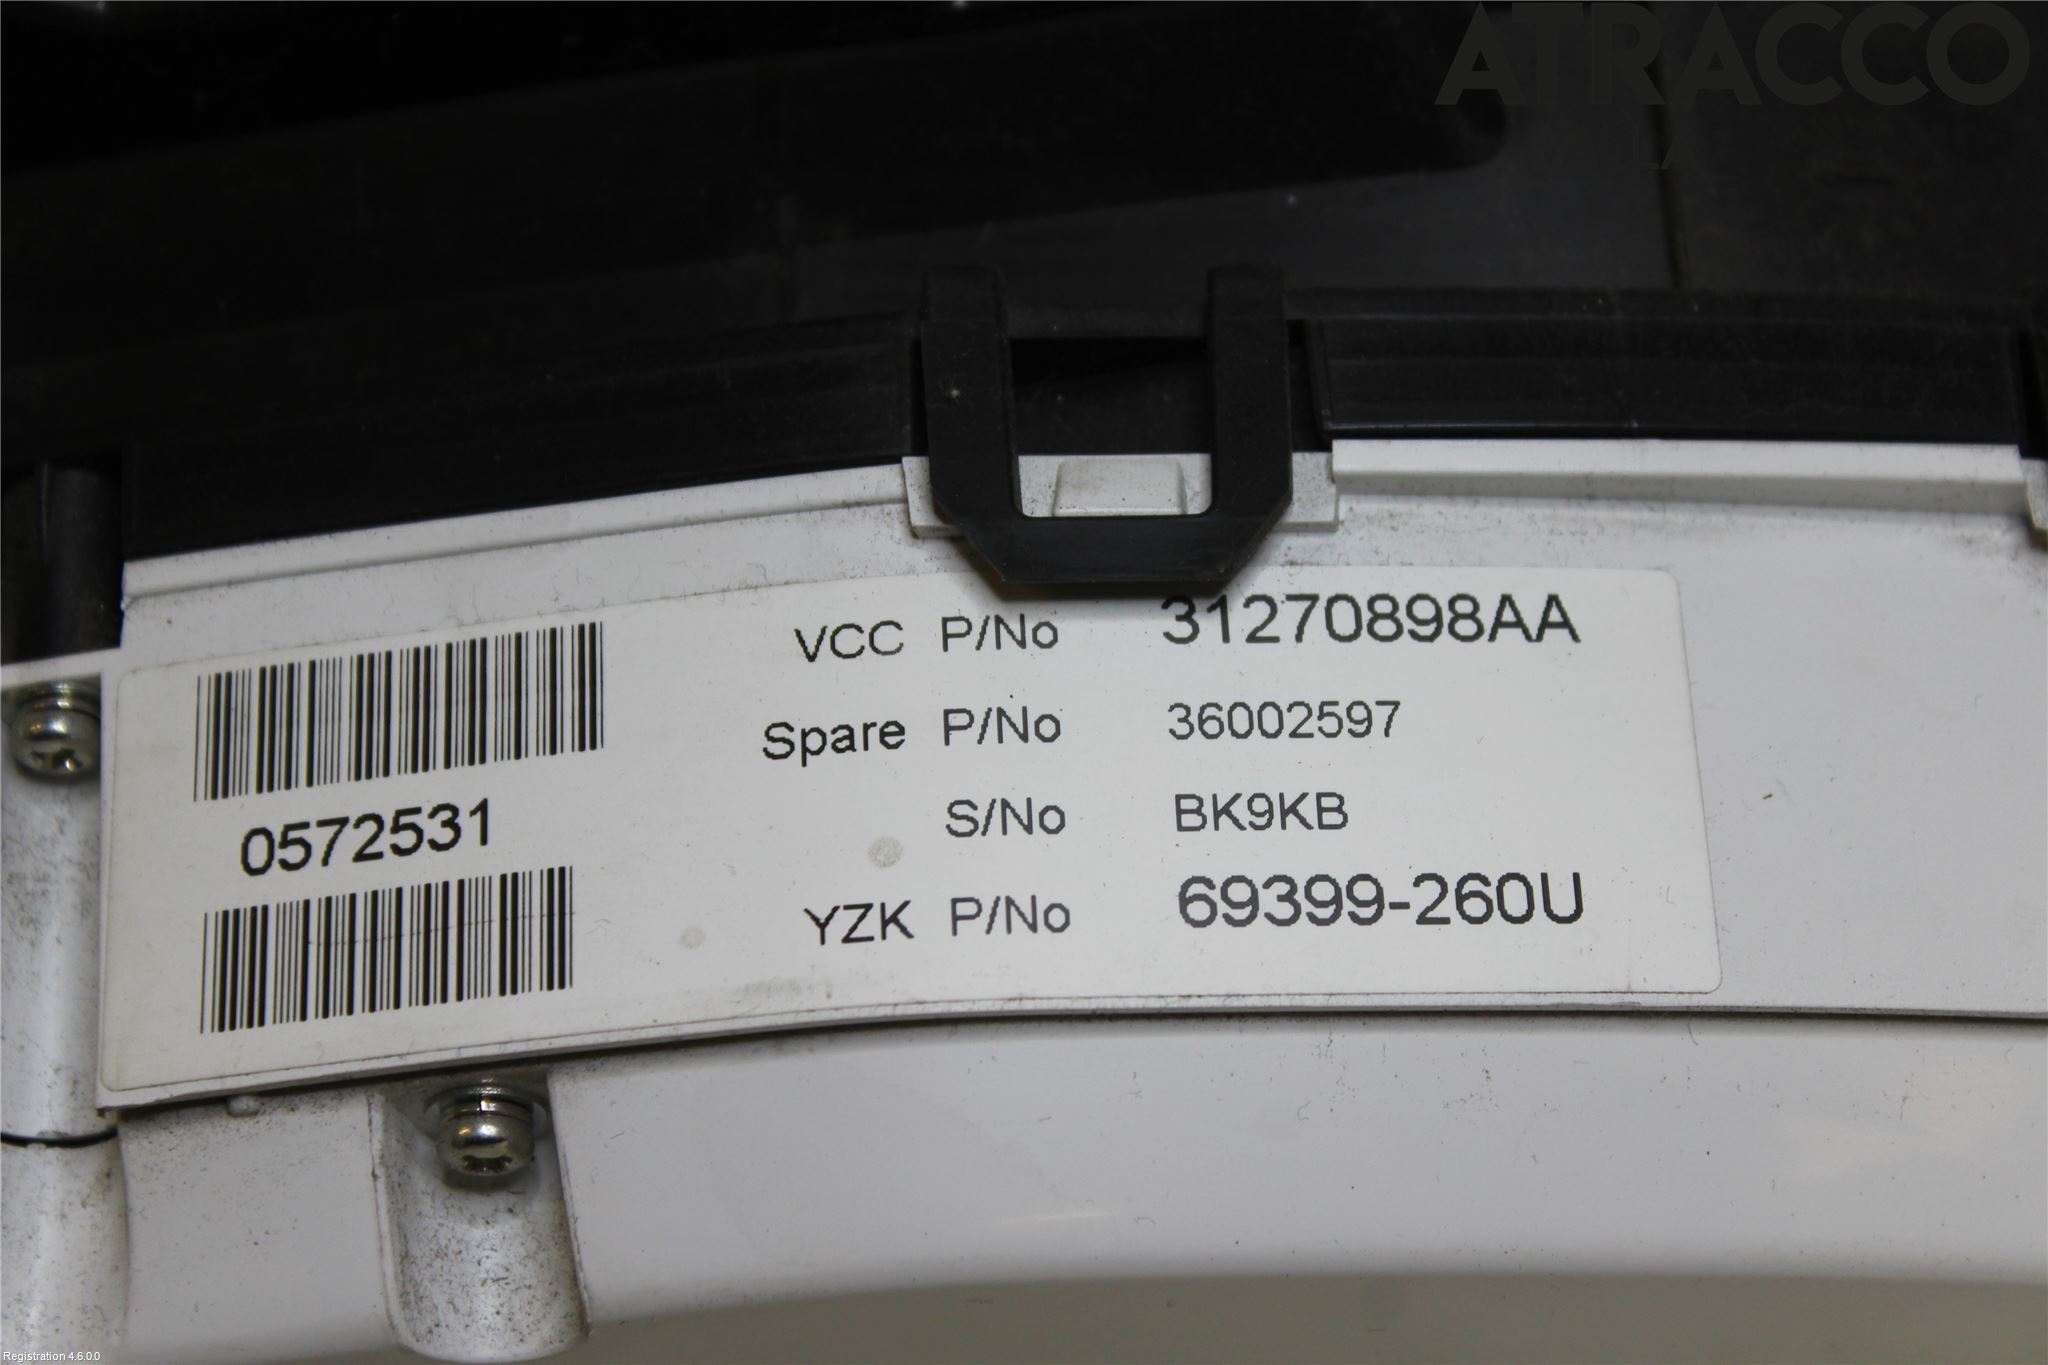 ATRACCO
VCC P/No 31270898AA
Spare P/No 36002597
S/No BK9KB
YZK P/No 69399-260U
0572531
Registration 4.6.0.0